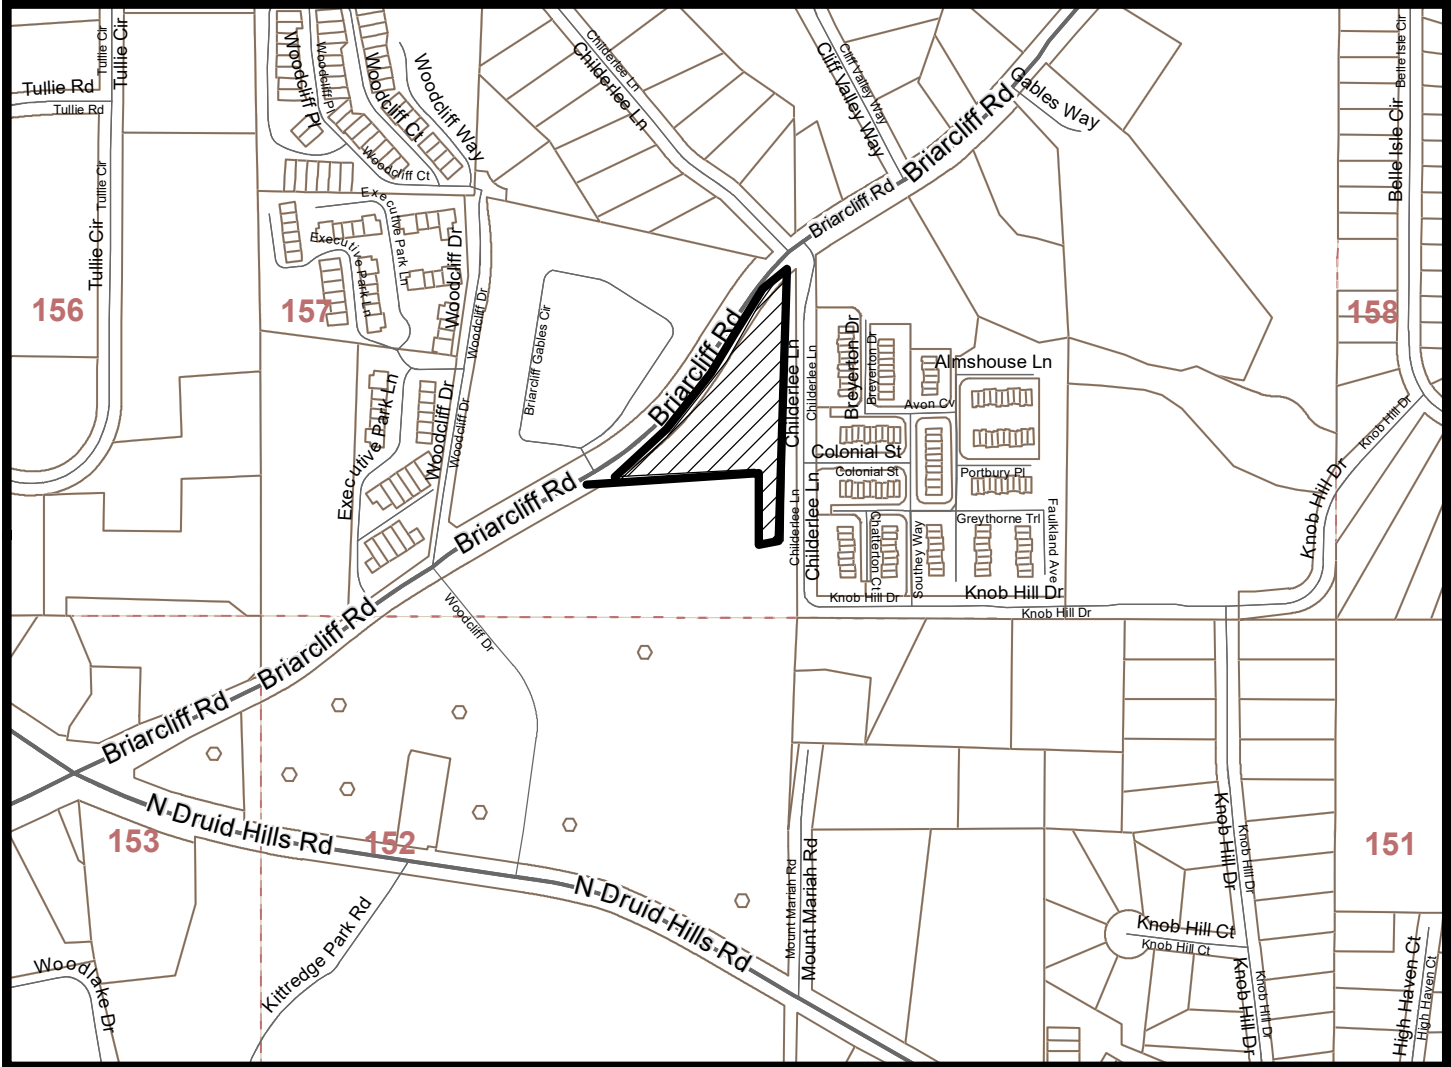 Tullie Cir
Tullie Cir
Tullie Rd
Tullie Rd
Tullie Cir
Tullie Cir
Woodcliff Pl
Woodcliff Pl
Woodcliff Ct
Woodcliff Ct
Woodcliff Way
Childerlee Ln
Childerlee Ln
Cliff Valley Way
Cliff Valley Way
Gables Way
Briarcliff Rd
Briarcliff Rd
Belle Isle Cir
Belle Isle Cir
Executive Park Ln
Executive Park Ln
Woodcliff Dr
Woodcliff Dr
156
157
158
Briarcliff Gables Cir
Briarcliff Rd
Childerlee Ln
Childerlee Ln
Breyerton Dr
Breyerton Dr
Almshouse Ln
Avon Cv
Executive Park Ln
Woodcliff Dr
Woodcliff Dr
Colonial St
Colonial St
Portbury Pl
Knob Hill Dr
Knob Hill Dr
Briarcliff Rd
Childerlee Ln
Childerlee Ln
Chatterton Ct
Southey Way
Greythorne Trl
Faulkland Ave
Knob Hill Dr
Knob Hill Dr
Knob Hill Dr
Woodcliff Dr
Briarcliff Rd
Briarcliff Rd
N Druid Hills Rd
153
152
151
N Druid Hills Rd
Mount Mariah Rd
Mount Mariah Rd
Knob Hill Dr
Knob Hill Dr
Knob Hill Ct
Knob Hill Ct
Knob Hill Dr
Knob Hill Dr
Kittredge Park Rd
Woodlake Dr
High Haven Ct
High Haven Ct